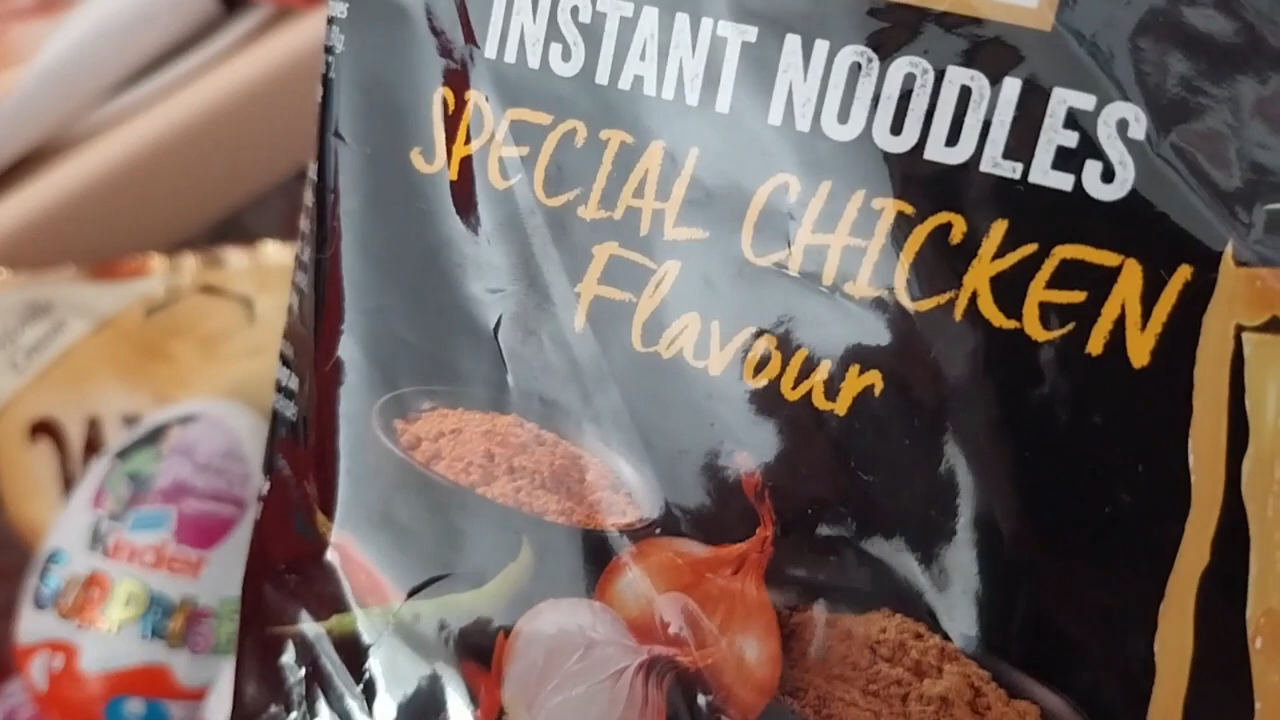 INSTANT NOODLES
SPECIAL CHICKEN
Flavour
Kinder
SURPRISE